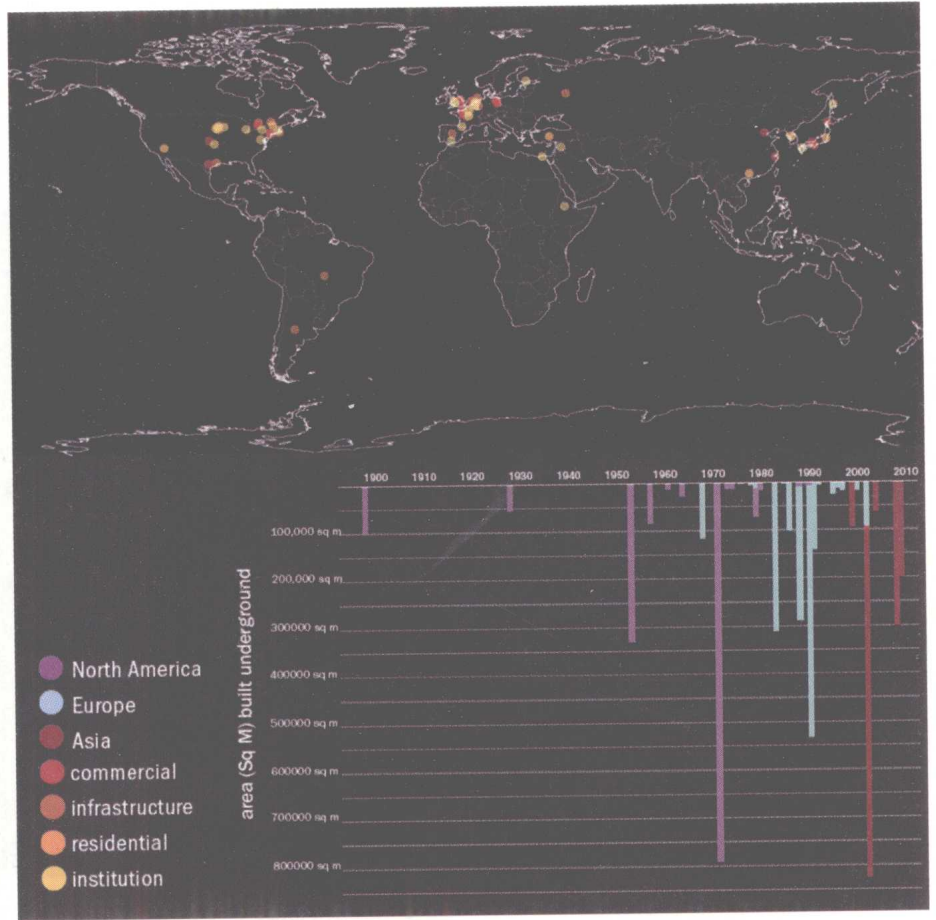 1900 1910 1920 1930 1940 1950 1960 1970 1980 1990 2000 2010
100,000 sq m
200,000 sq m
300000 sq m
400000 sq m
500000 sq m
600000 sq m
700000 sq m
800000 sq m
area (Sq M) built underground
North America
Europe
Asia
commercial
infrastructure
residential
institution